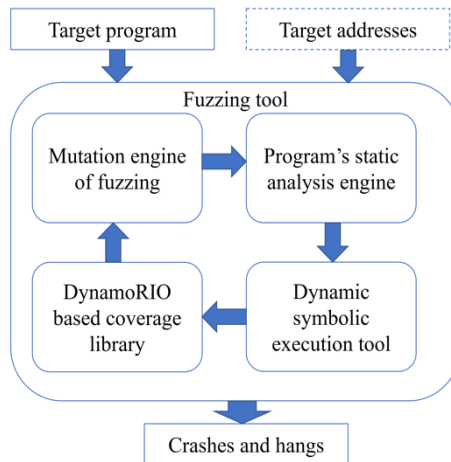 Target program
Target addresses
Fuzzing tool
Mutation engine
of fuzzing
Program's static
analysis engine
DynamoRIO
based coverage
library
Dynamic
symbolic
execution tool
Crashes and hangs